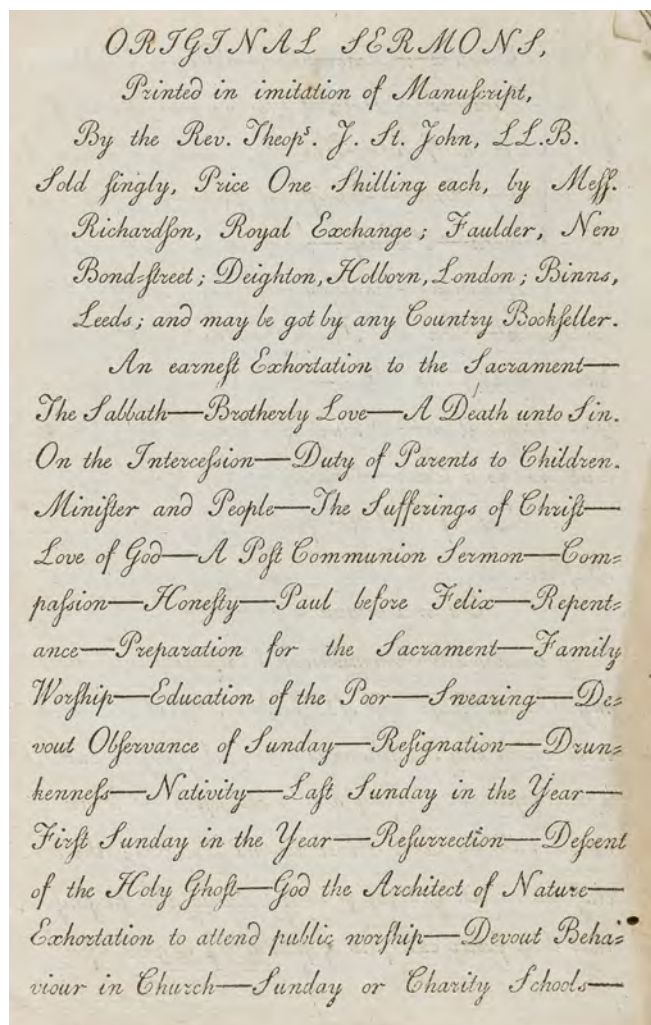 ORIGINAL SERMONS,
Printed in imitation of Manuſcript,
By the Rev. Theopˢ. J. St. John, LL.B.
Sold ſingly, Price One Shilling each, by Meſſ.
Richardſon, Royal Exchange; Faulder, New
Bond-ſtreet; Deighton, Holborn, London; Binns,
Leeds; and may be got by any Country Bookſeller.
An earneſt Exhortation to the Sacrament—
The Sabbath—Brotherly Love—A Death unto Sin.
On the Interceſsion—Duty of Parents to Children.
Miniſter and People—The Sufferings of Chriſt—
Love of God—A Poſt Communion Sermon—Com=
paſsion—Honeſty—Paul before Felix—Repent=
ance—Preparation for the Sacrament—Family
Worſhip—Education of the Poor—Swearing—De=
vout Obſervance of Sunday—Reſignation—Drun=
kenneſs—Nativity—Laſt Sunday in the Year—
Firſt Sunday in the Year—Reſurrection—Deſcent
of the Holy Ghoſt—God the Architect of Nature—
Exhortation to attend public worſhip—Devout Beha=
viour in Church—Sunday or Charity Schools—